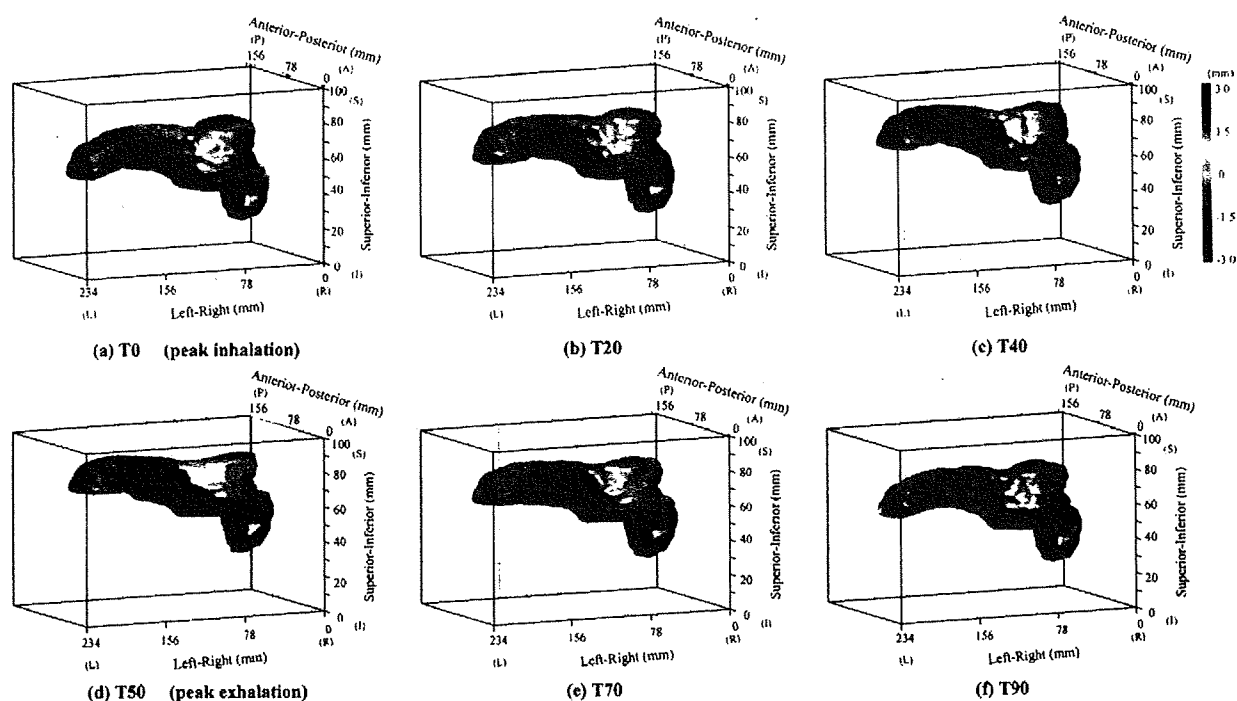 Anterior-Posterior (mm)
(P)
156
78
0
(A)
100
(S)
80
60
40
20
0
(I)
Superior-Inferior (mm)
234
156
78
0
(R)
(L)
Left-Right (mm)
(a) T0 (peak inhalation)
Anterior-Posterior (mm)
(P)
156
78
0
(A)
100
S)
80
60
40
20
0
(I)
Superior-Inferior (mm)
234
156
78
0
(R)
(L)
Left-Right (mm)
(b) T20
Anterior-Posterior (mm)
(P)
156
78
0
(A)
100
(S)
80
60
40
20
0
(I)
Superior-Inferior (mm)
234
156
78
0
(R)
(L)
Left-Right (mm)
(c) T40
(mm)
3.0
1.5
0
-1.5
-3.0
Anterior-Posterior (mm)
(P)
156
78
0
(A)
100
(S)
80
60
40
20
0
(I)
Superior-Inferior (mm)
234
156
78
0
(R)
(L)
Left-Right (mm)
(d) T50 (peak exhalation)
Anterior-Posterior (mm)
(P)
156
78
0
(A)
100
(S)
80
60
40
20
0
(I)
Superior-Inferior (mm)
234
156
78
0
(R)
(L)
Left-Right (mm)
(e) T70
Anterior-Posterior (mm)
(P)
156
78
0
(A)
100
(S)
80
60
40
20
0
(I)
Superior-Inferior (mm)
234
156
78
0
(R)
(L)
Left-Right (mm)
(f) T90